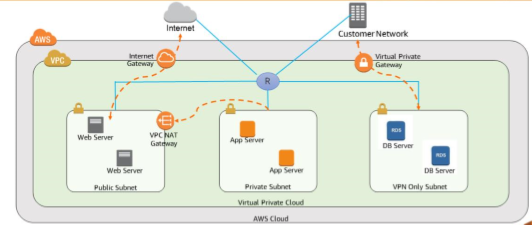 Internet
Customer Network
AWS
VPC
Internet
Gateway
Virtual Private
Gateway
R
Web Server
VPC NAT
Gateway
App Server
RDS
DB Server
Web Server
App Server
RDS
DB Server
Public Subnet
Private Subnet
VPN Only Subnet
Virtual Private Cloud
AWS Cloud